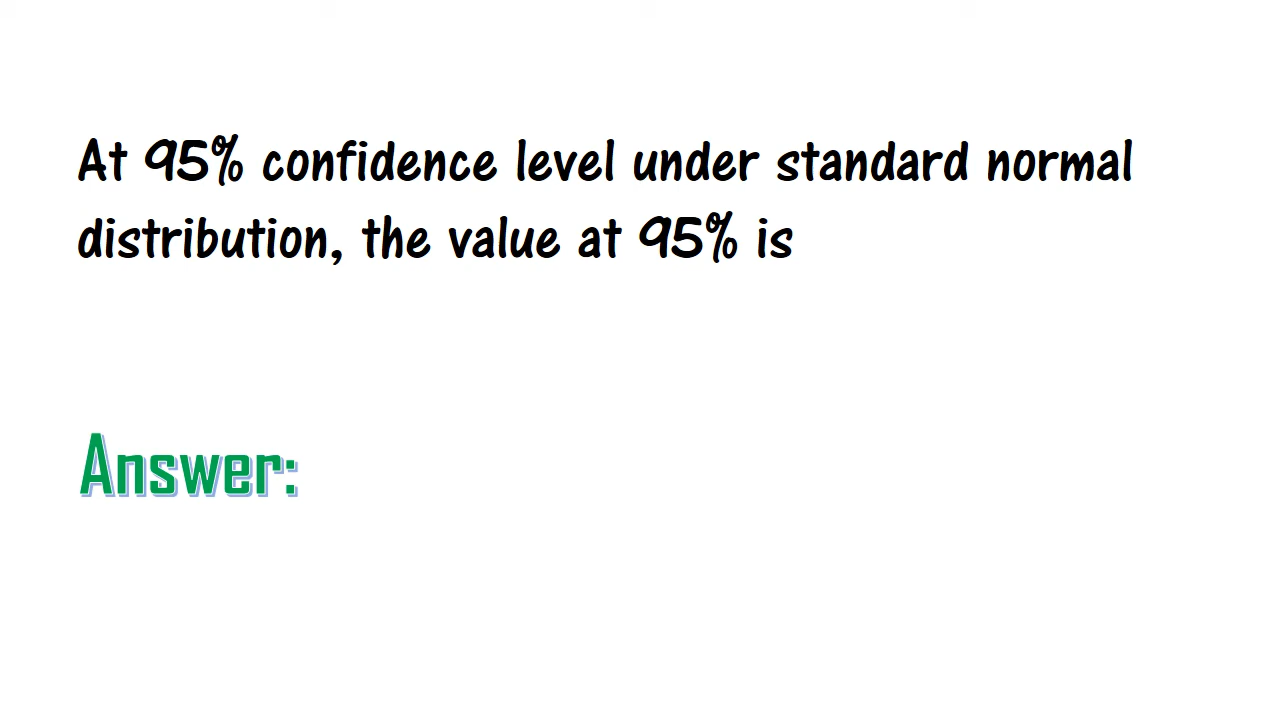 At 95% confidence level under standard normal
distribution, the value at 95% is
Answer: